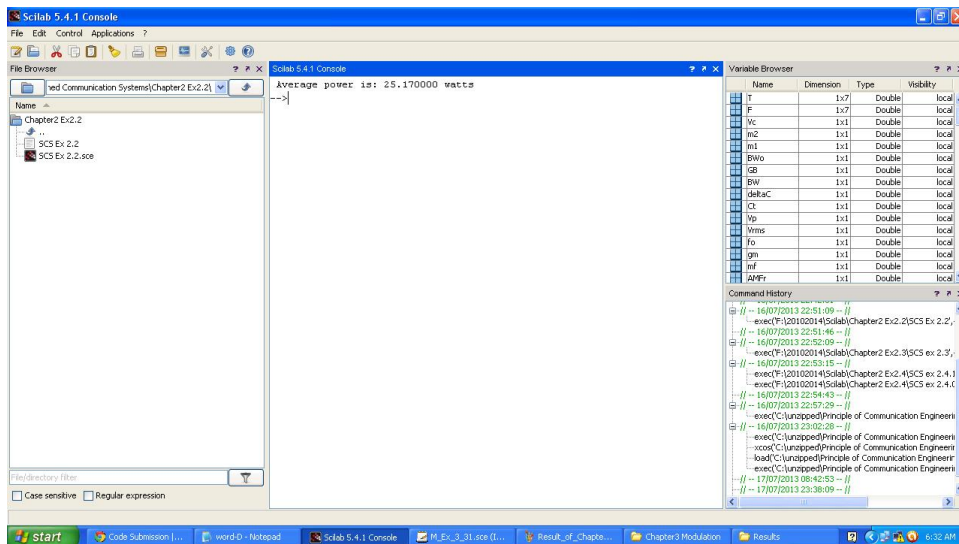 Scilab 5.4.1 Console
File Edit Control Applications ?
File Browser
ned Communication Systems\Chapter2 Ex2.2\
Name
Chapter2 Ex2.2
..
SCS Ex 2.2
SCS Ex 2.2.sce
File/directory filter
Case sensitive Regular expression
Scilab 5.4.1 Console
Average power is: 25.170000 watts
-->
Variable Browser
Name Dimension Type Visibility
T 1x7 Double local
F 1x7 Double local
Vc 1x1 Double local
m2 1x1 Double local
m1 1x1 Double local
BWo 1x1 Double local
GB 1x1 Double local
BW 1x1 Double local
deltaC 1x1 Double local
Ct 1x1 Double local
Vp 1x1 Double local
Vrms 1x1 Double local
fo 1x1 Double local
gm 1x1 Double local
mf 1x1 Double local
AMFr 1x1 Double local
Command History
// -- 16/07/2013 22:51:09 -- //
exec('F:\20102014\Scilab\Chapter2 Ex2.2\SCS Ex 2.2',
// -- 16/07/2013 22:51:46 -- //
// -- 16/07/2013 22:52:09 -- //
exec('F:\20102014\Scilab\Chapter2 Ex2.3\SCS ex 2.3',
// -- 16/07/2013 22:53:15 -- //
exec('F:\20102014\Scilab\Chapter2 Ex2.4\SCS ex 2.4.1
exec('F:\20102014\Scilab\Chapter2 Ex2.4\SCS ex 2.4.(
// -- 16/07/2013 22:54:43 -- //
// -- 16/07/2013 22:57:29 -- //
exec('C:\unzipped\Principle of Communication Engineerin
// -- 16/07/2013 23:02:28 -- //
exec('C:\unzipped\Principle of Communication Engineerin
xcos('C:\unzipped\Principle of Communication Engineerin
load('C:\unzipped\Principle of Communication Engineerin
exec('C:\unzipped\Principle of Communication Engineerin
// -- 17/07/2013 08:42:53 -- //
// -- 17/07/2013 23:38:09 -- //
start
Code Submission |...
word-D - Notepad
Scilab 5.4.1 Console
M_Ex_3_31.sce (I...
Result_of_Chapte...
Chapter3 Modulation
Results
6:32 AM